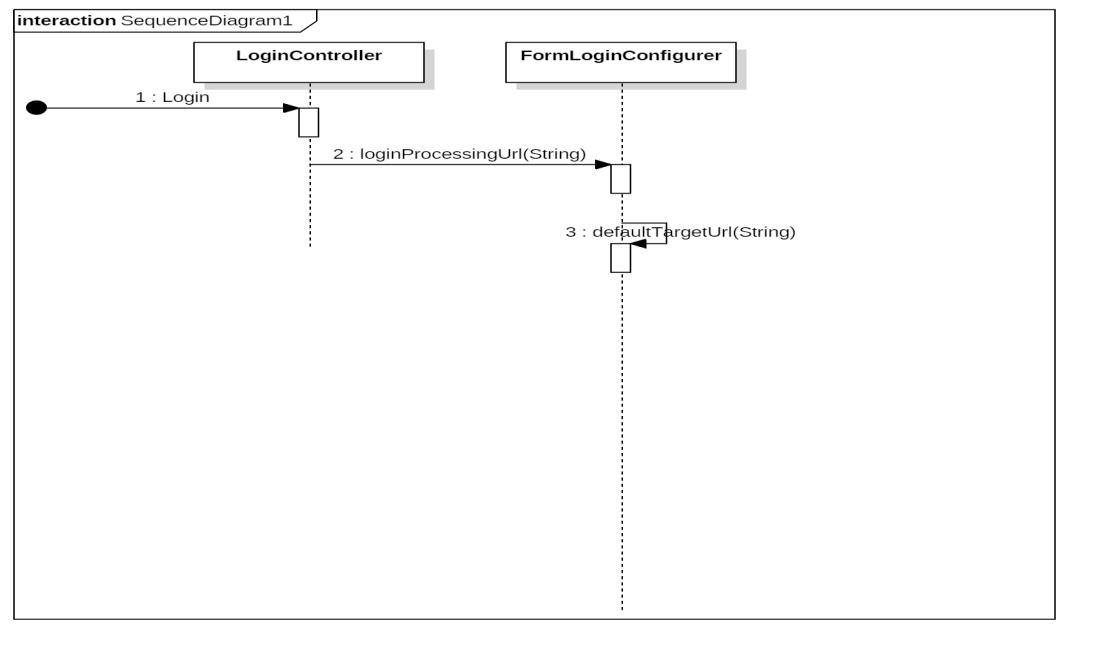 interaction SequenceDiagram1
LoginController
FormLoginConfigurer
1 : Login
2 : loginProcessingUrl(String)
3 : defaultTargetUrl(String)